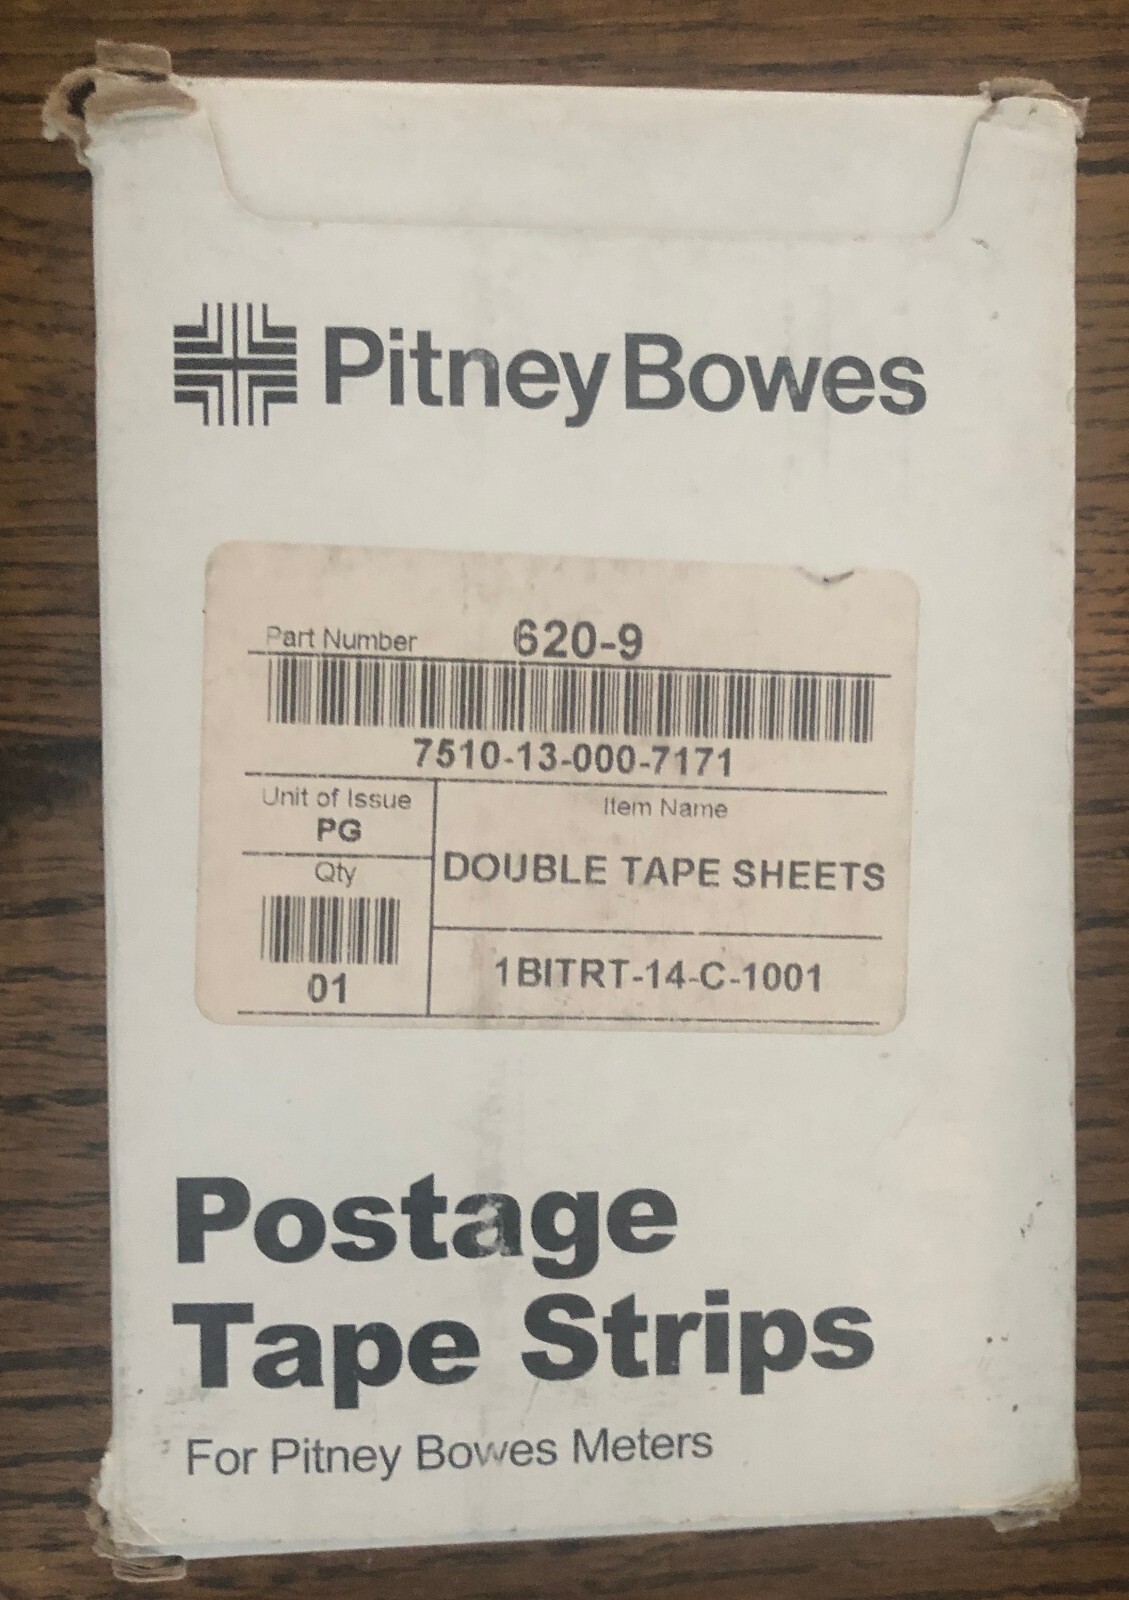 Pitney Bowes
Part Number 620-9
7510-13-000-7171
Unit of Issue
PG
Qty
01
Item Name
DOUBLE TAPE SHEETS
1BITRT-14-C-1001
Postage
Tape Strips
For Pitney Bowes Meters